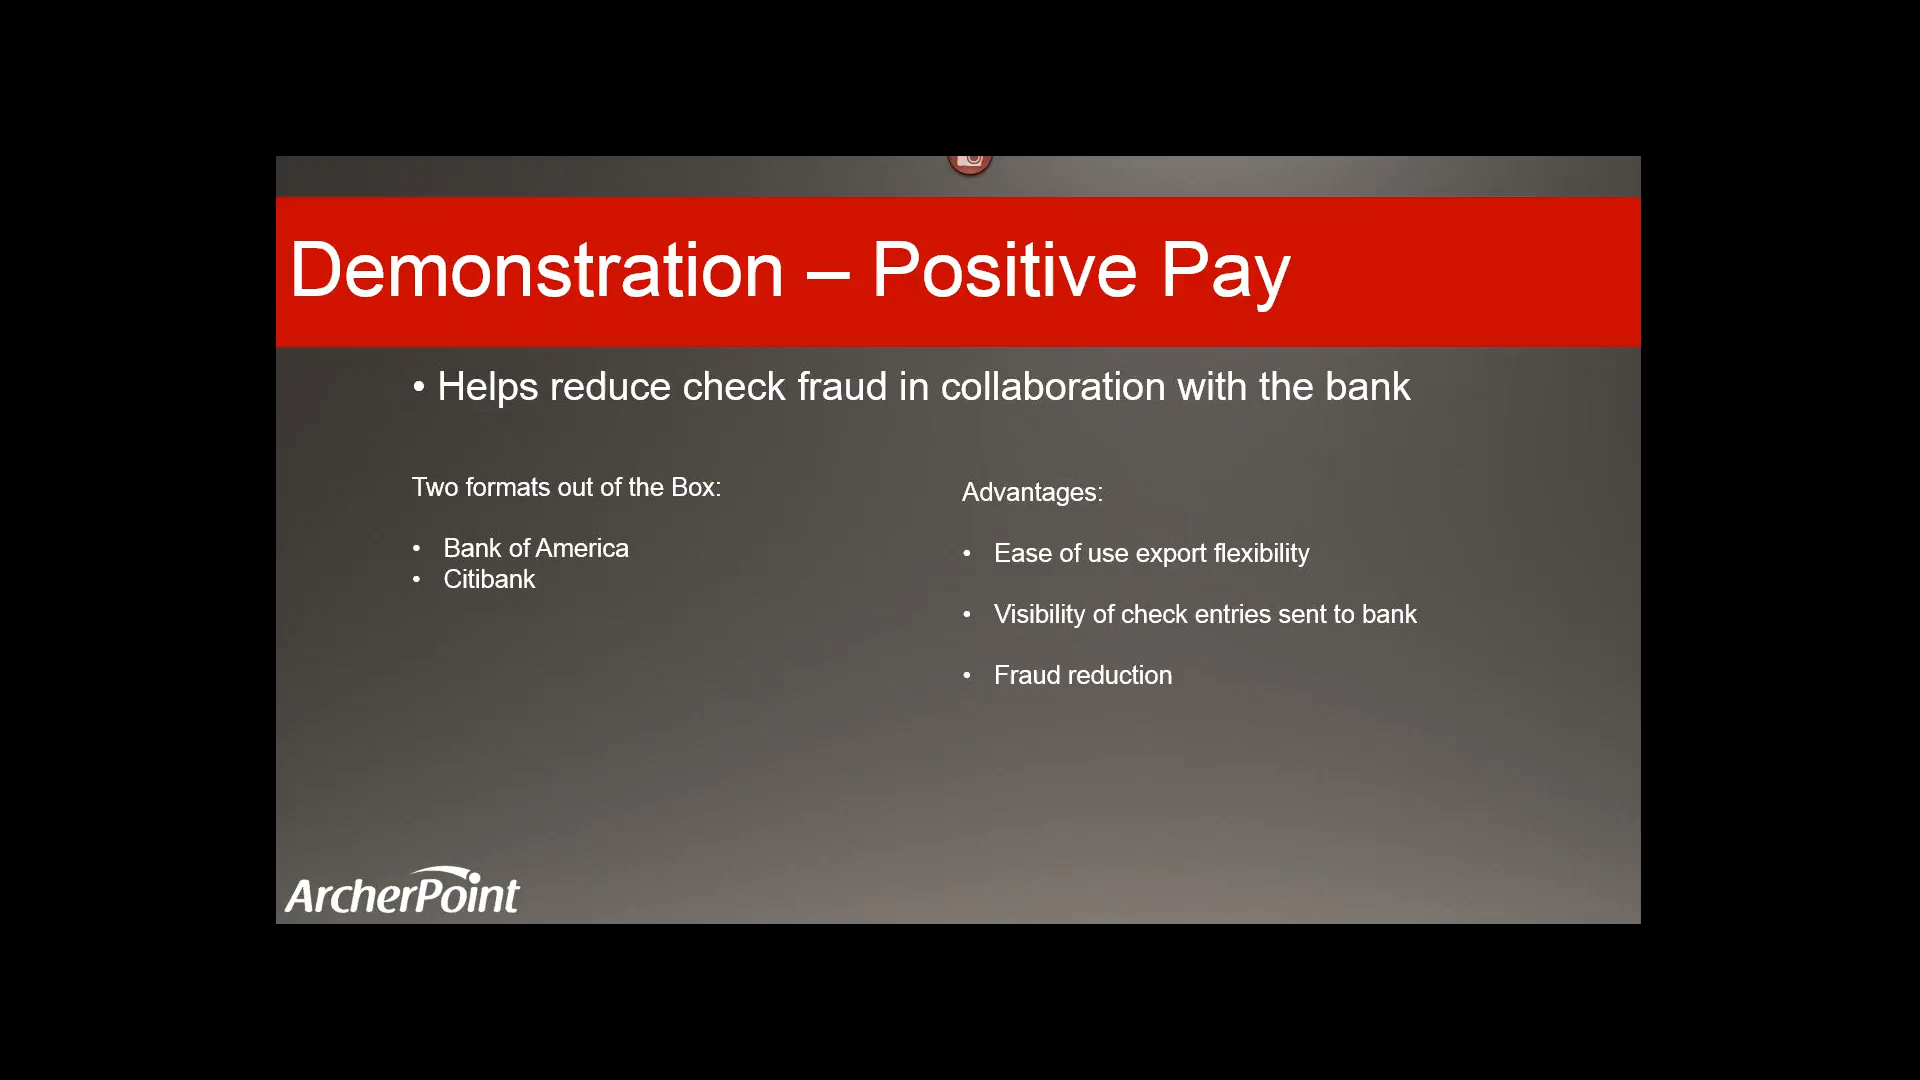 Demonstration – Positive Pay
• Helps reduce check fraud in collaboration with the bank
Two formats out of the Box:
• Bank of America
• Citibank
Advantages:
• Ease of use export flexibility
• Visibility of check entries sent to bank
• Fraud reduction
ArcherPoint